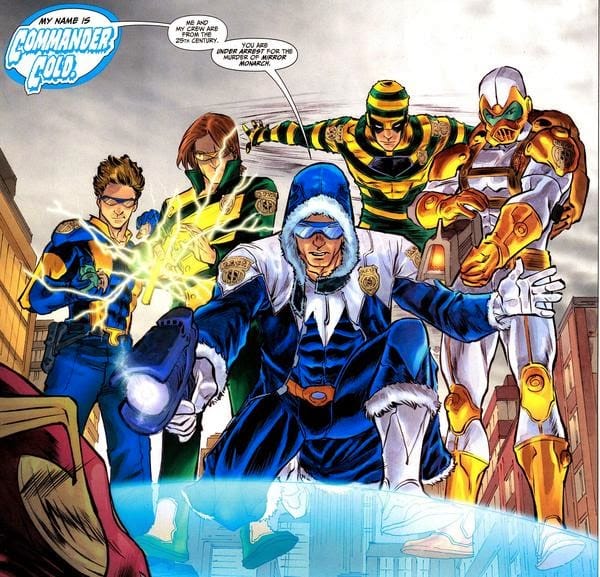 MY NAME IS
COMMANDER
COLD.
ME AND
MY CREW ARE
FROM THE
25TH CENTURY.
YOU ARE
UNDER ARREST FOR THE
MURDER OF MIRROR
MONARCH.